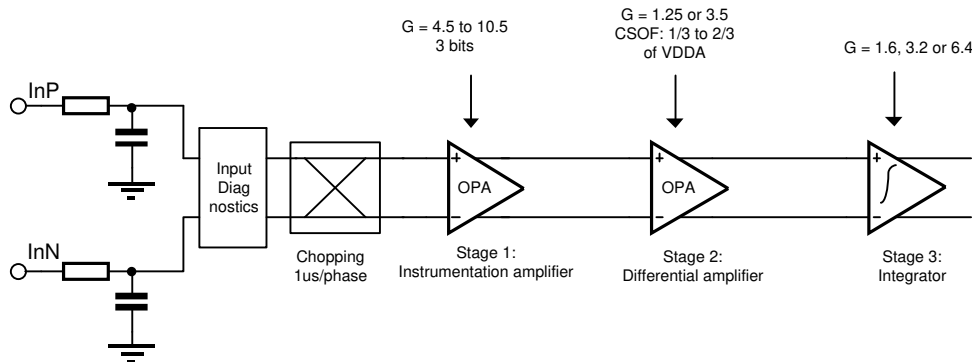 G = 4.5 to 10.5
3 bits
G = 1.25 or 3.5
CSOF: 1/3 to 2/3
of VDDA
G = 1.6, 3.2 or 6.4
InP
InN
Input
Diag
nostics
Chopping
1us/phase
+
OPA
−
Stage 1:
Instrumentation amplifier
+
OPA
−
Stage 2:
Differential amplifier
+
∫
−
Stage 3:
Integrator